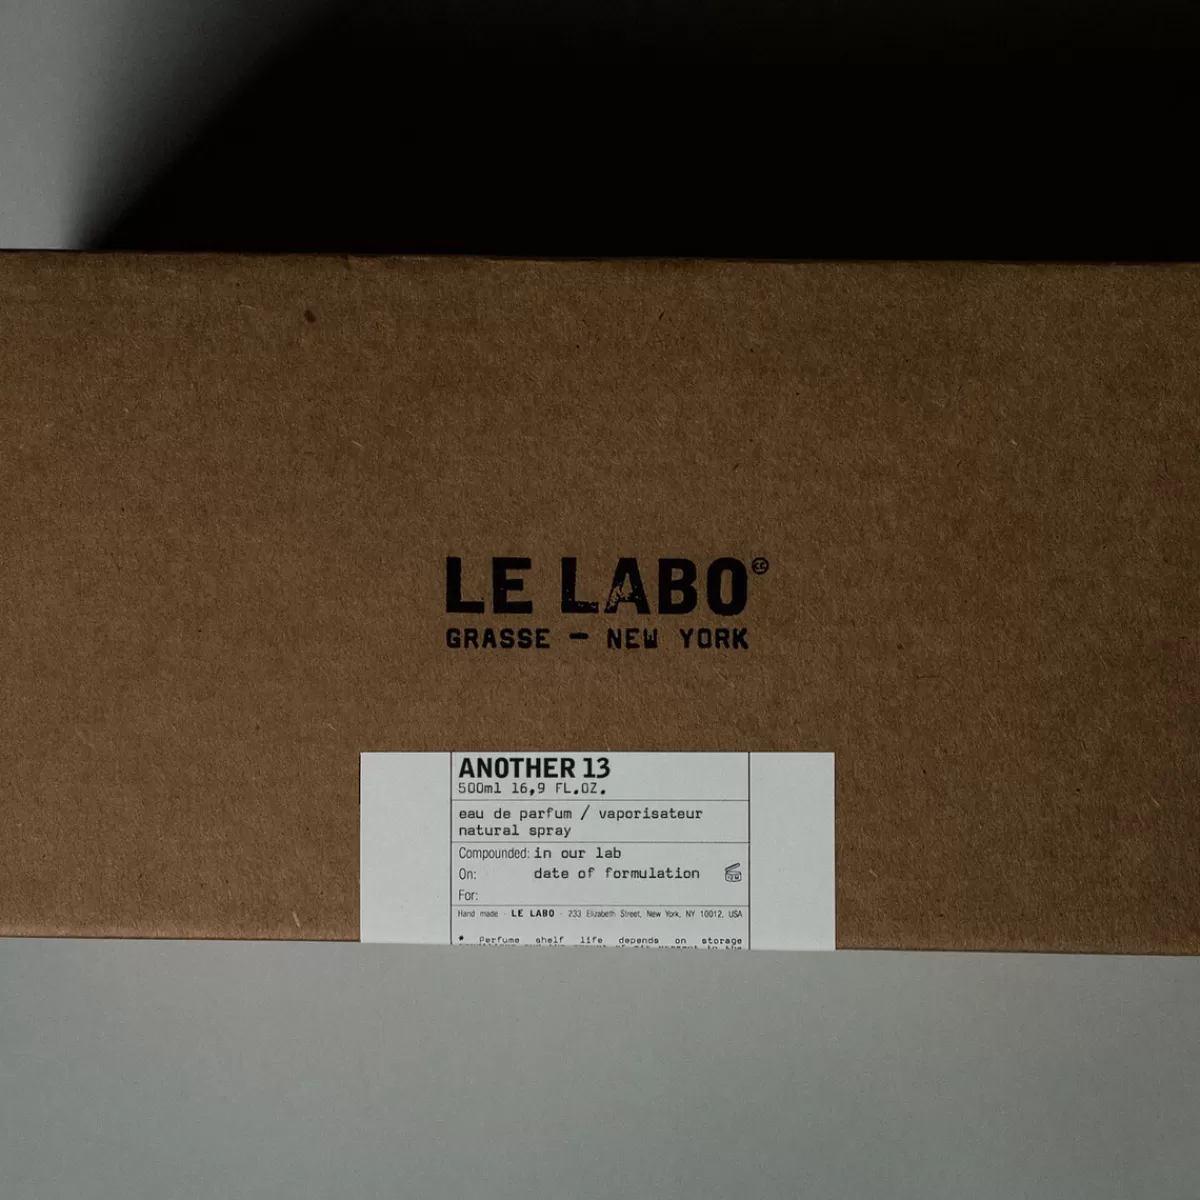 LE LABO
GRASSE - NEW YORK
ANOTHER 13
500ml 16,9 FL.OZ.
eau de parfum / vaporisateur
natural spray
Compounded: in our lab
On: date of formulation
For:
Hand made - LE LABO - 233 Elizabeth Street, New York, NY 10012, USA
* Perfume shelf life depends on storage